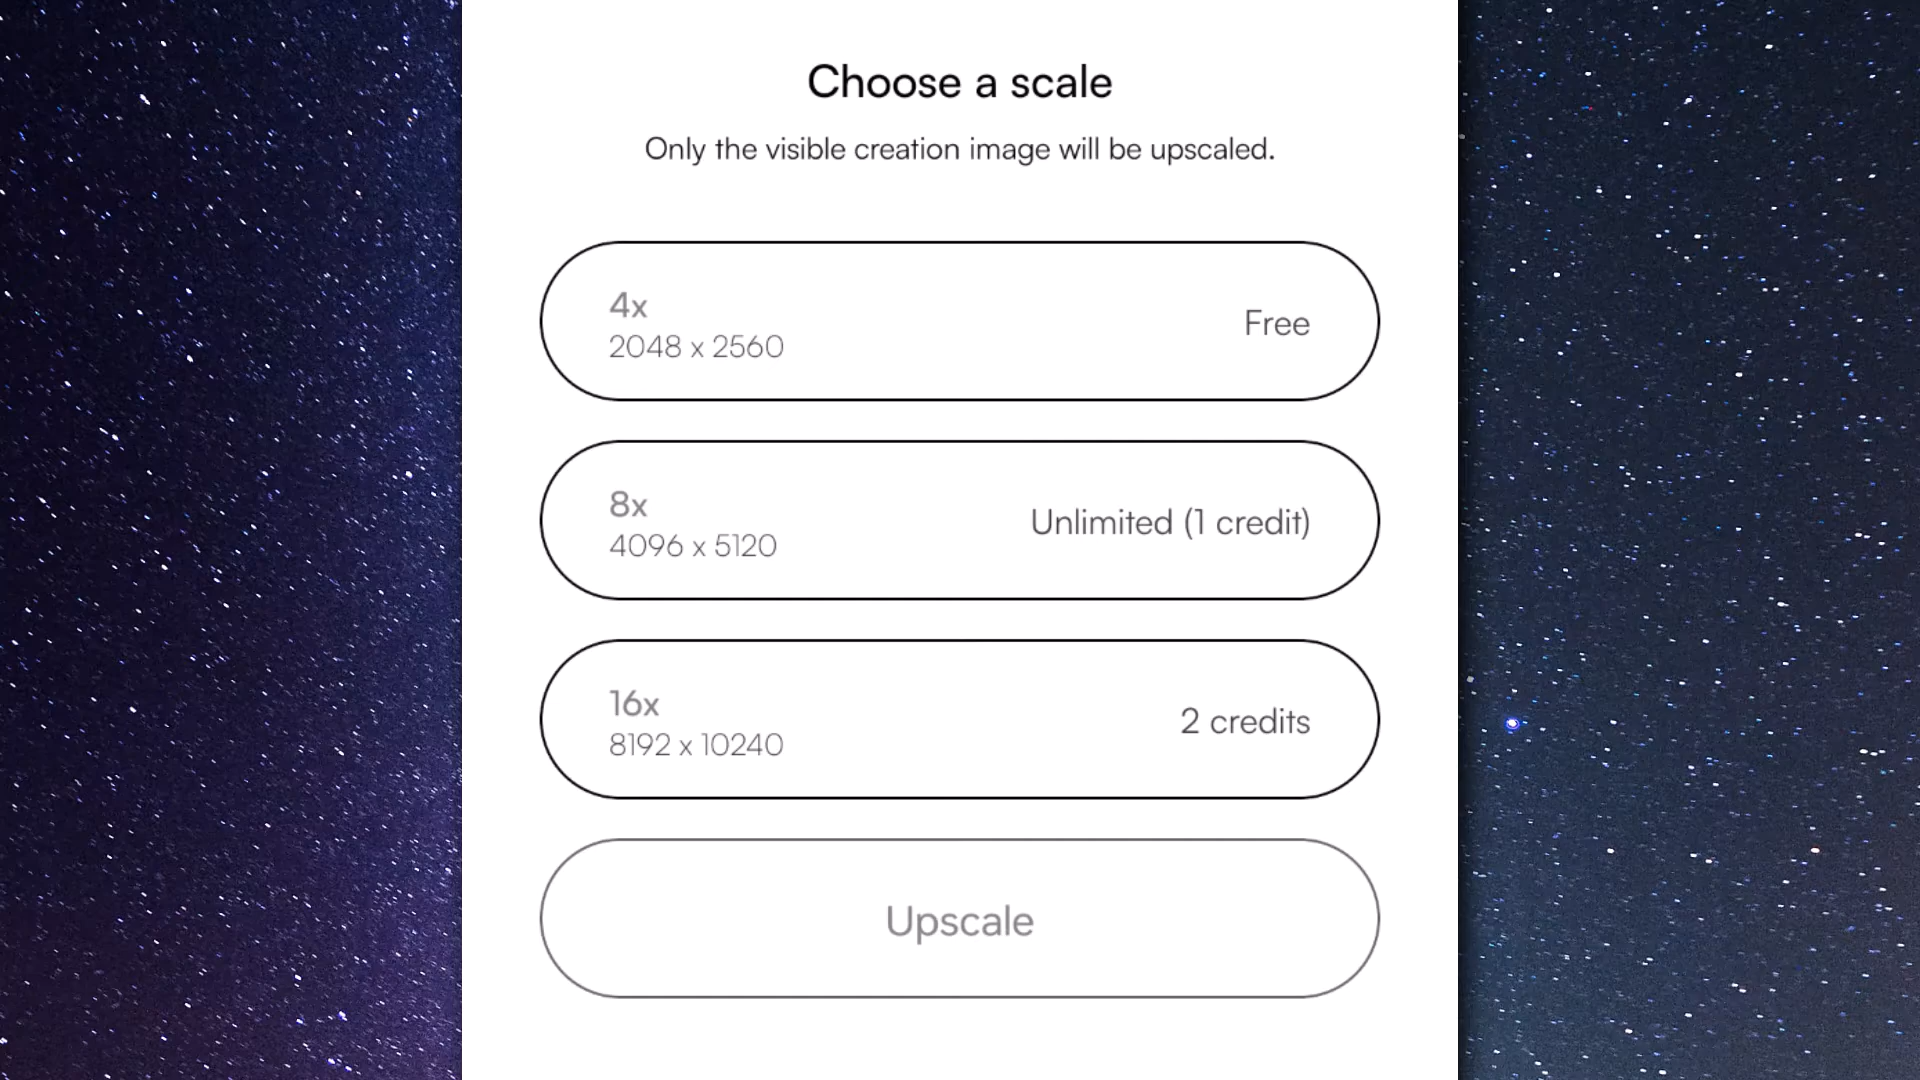 Choose a scale
Only the visible creation image will be upscaled.
4x
2048 x 2560
Free
8x
4096 x 5120
Unlimited (1 credit)
16x
8192 x 10240
2 credits
Upscale